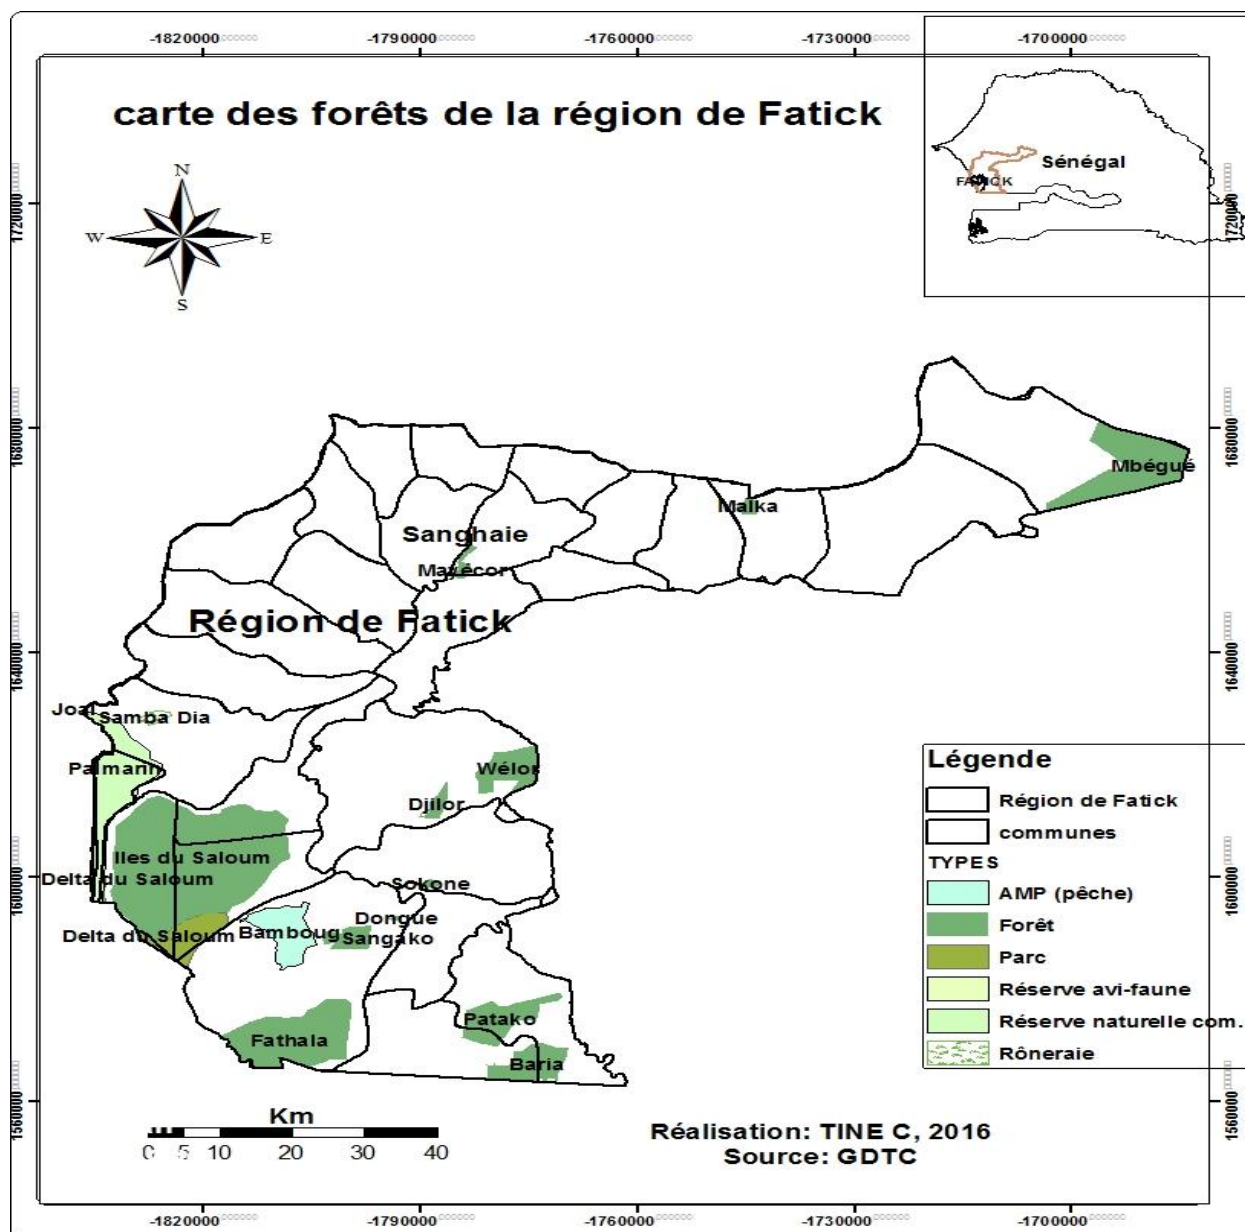 -1820000 -1790000 -1760000 -1730000 -1700000
carte des forêts de la région de Fatick
Sénégal
FATICK
N
W E
S
1720000
1720000
1680000
1680000
Mbégué
Malka
Sanghaie
Mayécor
Région de Fatick
1640000
1640000
Joal
Samba Dia
Palmarin
Wélor
Djilor
Iles du Saloum
Delta du Saloum
Sokone
1600000
1600000
Dongue
Delta du Saloum
Bamboug
Sangako
Patako
Fathala
Baria
Légende
Région de Fatick
communes
TYPES
AMP (pêche)
Forêt
Parc
Réserve avi-faune
Réserve naturelle com.
Rôneraie
1560000
1560000
Km
0 5 10 20 30 40
Réalisation: TINE C, 2016
Source: GDTC
-1820000 -1790000 -1760000 -1730000 -1700000